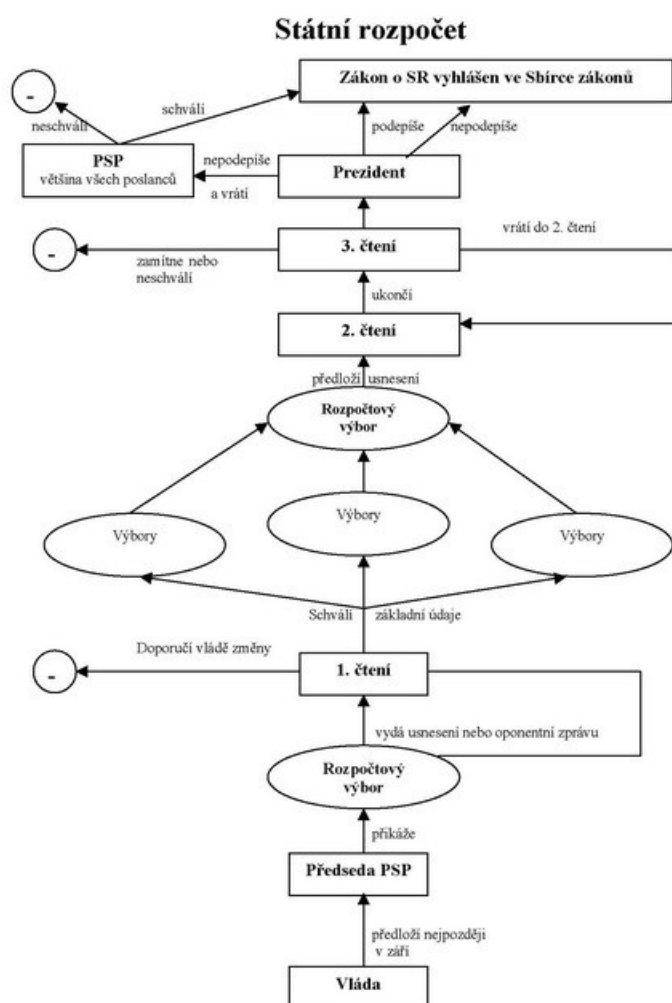 Státní rozpočet
Zákon o SR vyhlášen ve Sbírce zákonů
-
neschválí
schválí
podepíše
nepodepíše
PSP
většina všech poslanců
nepodepíše
a vrátí
Prezident
3. čtení
vrátí do 2. čtení
-
zamítne nebo
neschválí
ukončí
2. čtení
předloží usnesení
Rozpočtový
výbor
Výbory
Výbory
Výbory
Schválí základní údaje
Doporučí vládě změny
-
1. čtení
vydá usnesení nebo oponentní zprávu
Rozpočtový
výbor
přikáže
Předseda PSP
předloží nejpozději
v září
Vláda